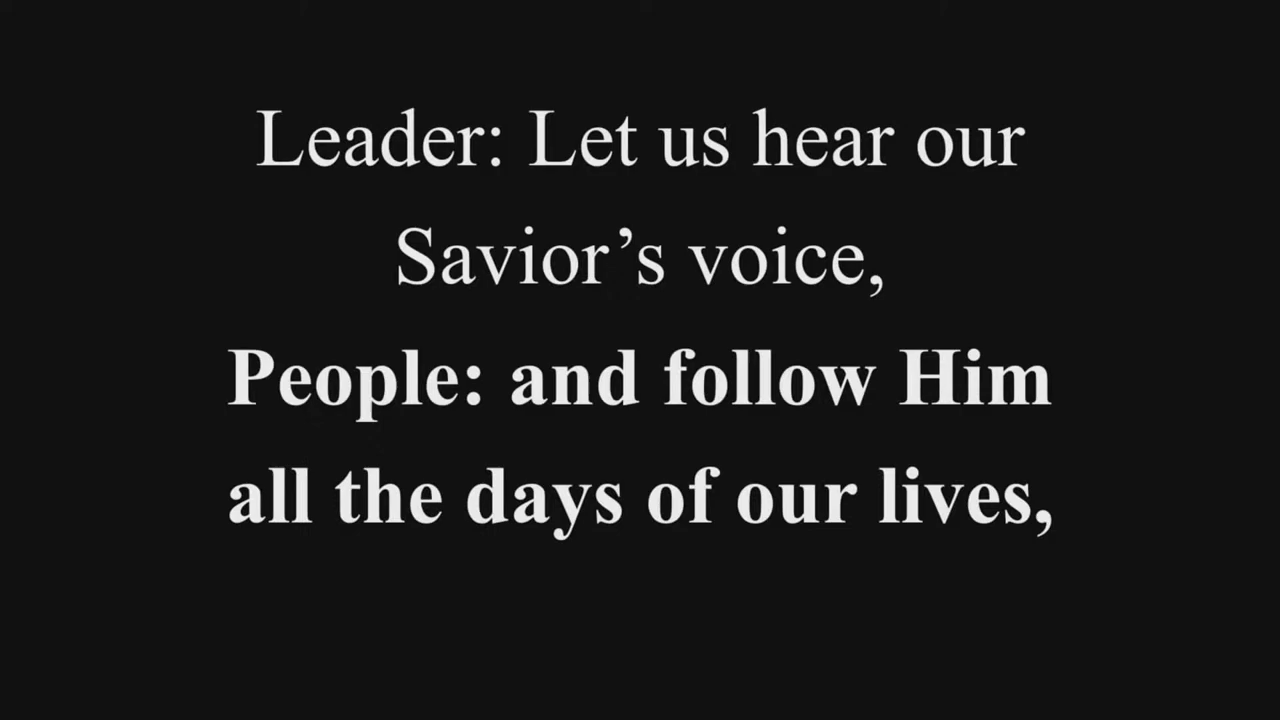 Leader: Let us hear our
Savior’s voice,
People: and follow Him
all the days of our lives,